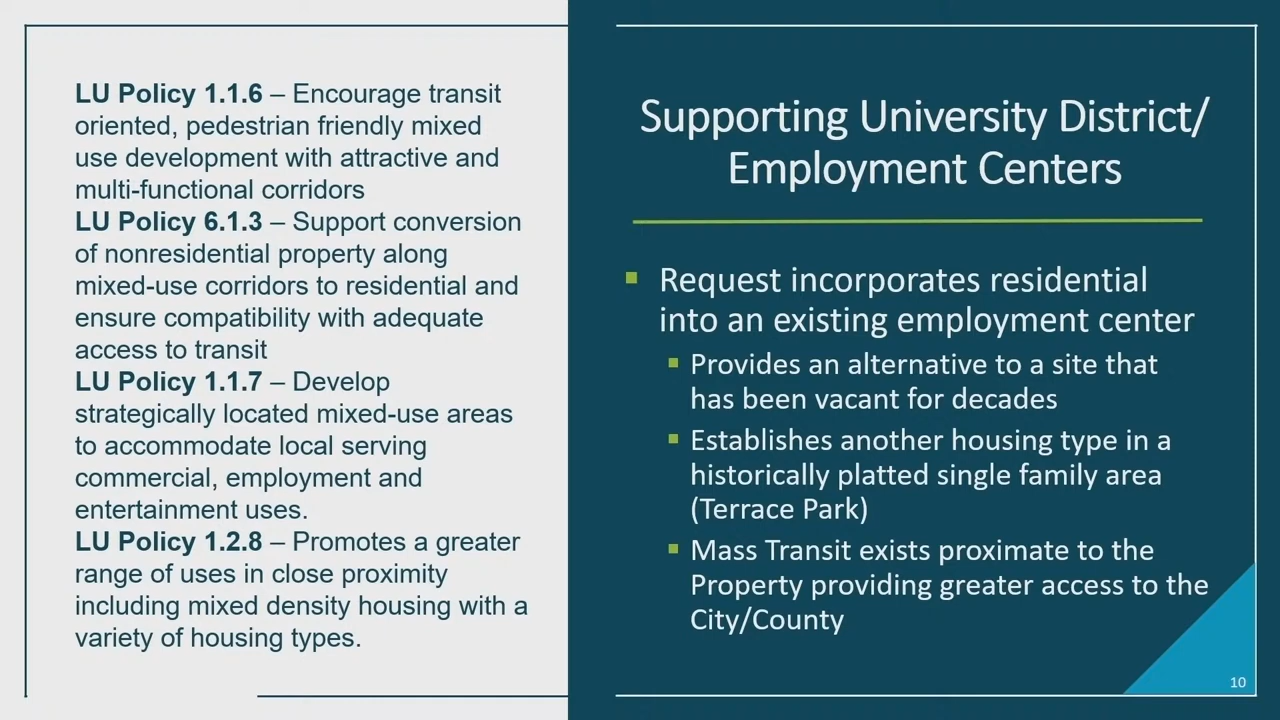 LU Policy 1.1.6 – Encourage transit
oriented, pedestrian friendly mixed
use development with attractive and
multi-functional corridors
LU Policy 6.1.3 – Support conversion
of nonresidential property along
mixed-use corridors to residential and
ensure compatibility with adequate
access to transit
LU Policy 1.1.7 – Develop
strategically located mixed-use areas
to accommodate local serving
commercial, employment and
entertainment uses.
LU Policy 1.2.8 – Promotes a greater
range of uses in close proximity
including mixed density housing with a
variety of housing types.
Supporting University District/
Employment Centers
Request incorporates residential
into an existing employment center
Provides an alternative to a site that
has been vacant for decades
Establishes another housing type in a
historically platted single family area
(Terrace Park)
Mass Transit exists proximate to the
Property providing greater access to the
City/County
10